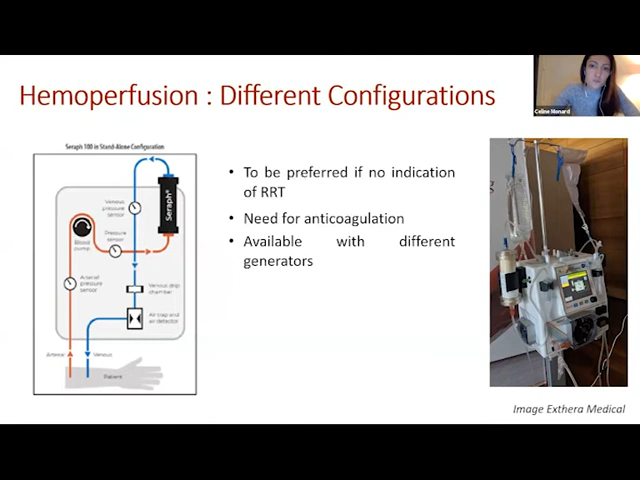 Celine Monard
Hemoperfusion : Different Configurations
Seraph 100 in Stand-Alone Configuration
Venous
pressure
sensor
Seraph®
Blood
pump
Pressure
sensor
Arterial
pressure
sensor
Venous drip
chamber
Air trap and
air detector
Arterial
Venous
Patient
• To be preferred if no indication
of RRT
• Need for anticoagulation
• Available with different
generators
Image Exthera Medical